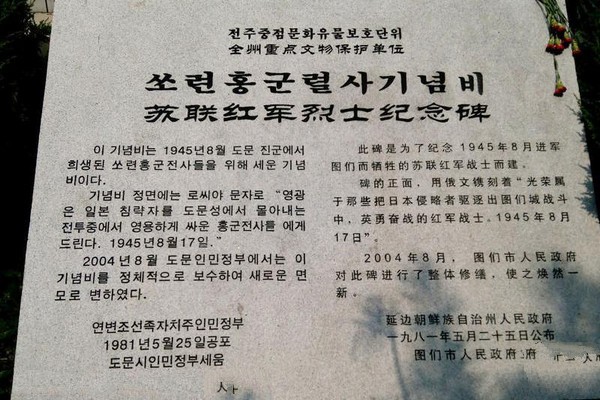 전주중점문화유물보호단위
全州重点文物保护单位
쏘련홍군렬사기념비
苏联红军烈士纪念碑
이 기념비는 1945년8월 도문 진군에서
희생된 쏘련홍군전사들을 위해 세운 기념
비이다.
기념비 정면에는 로씨야 문자로 "영광
은 일본 침략자를 도문성에서 몰아내는
전투중에서 영용하게 싸운 홍군전사들 에게
드린다. 1945년8월17일."
2004년8월 도문인민정부에서는 이
기념비를 정체적으로 보수하여 새로운 면
모로 변하였다.
연변조선족자치주인민정부
1981년5월25일공포
도문시인민정부세움
此碑是为了纪念 1945年8月进军
图们而牺牲的苏联红军战士而建。
碑的正面，用俄文镌刻着"光荣属
于那些把日本侵略者驱逐出图们城战斗
中，英勇奋战的红军战士。1945年8月
17日"。
2004年8月，图们市人民政府
对此碑进行了整体修缮，使之焕然一
新。
延边朝鲜族自治州人民政府
一九八一年五月二十五日公布
图们市人民政府